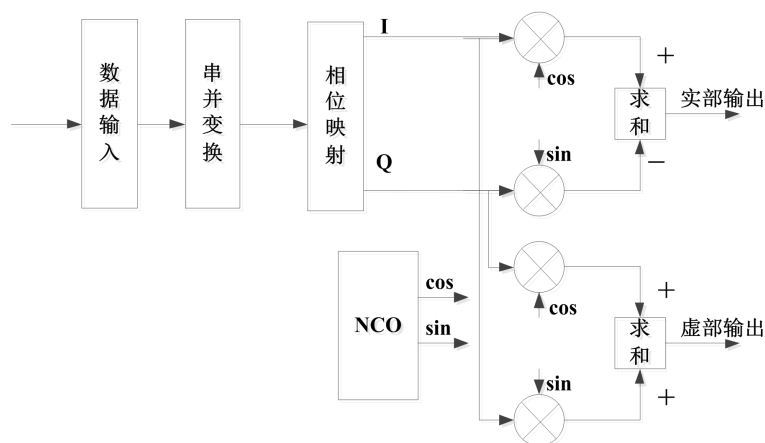 数据输入
串并变换
相位映射
I
Q
cos
+
求和
实部输出
sin
−
NCO
cos
sin
cos
+
求和
虚部输出
sin
+